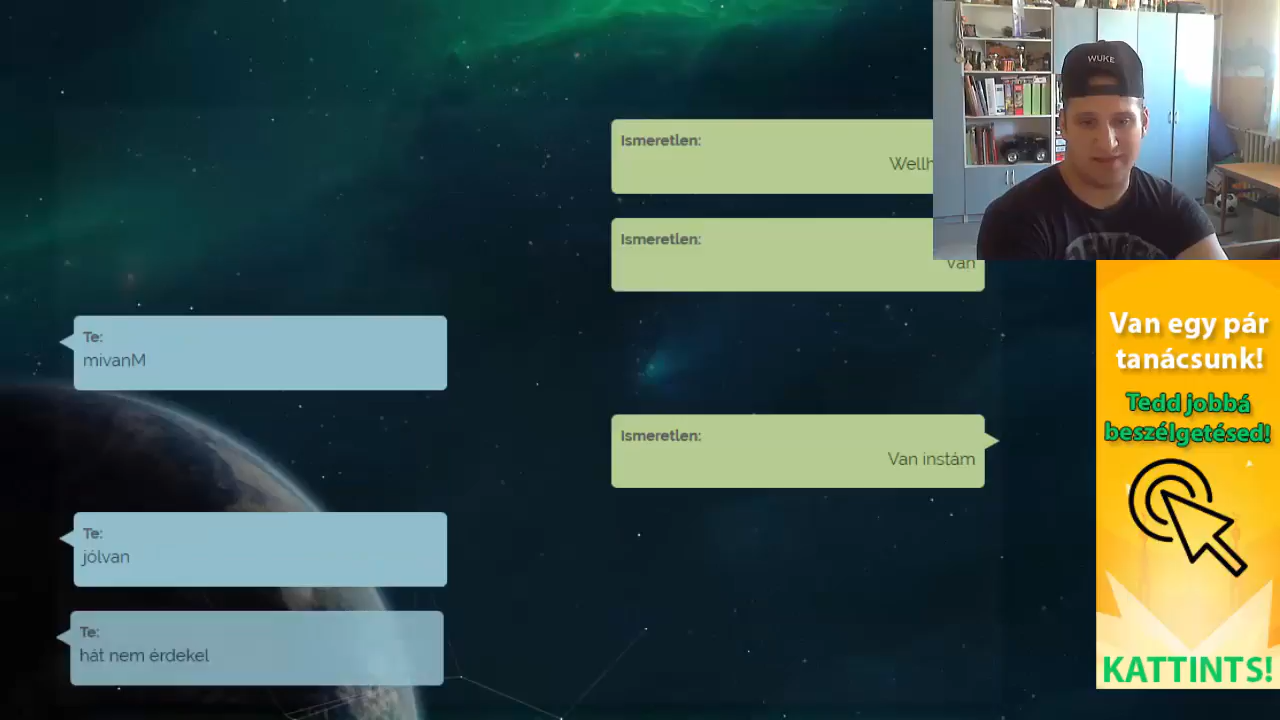 Ismeretlen:
Wellh
Ismeretlen:
Van
Te:
mivanM
Ismeretlen:
Van instám
Te:
jólvan
Te:
hát nem érdekel
WUKE
Van egy pár
tanácsunk!
Tedd jobbá
beszélgetésed!
KATTINTS!